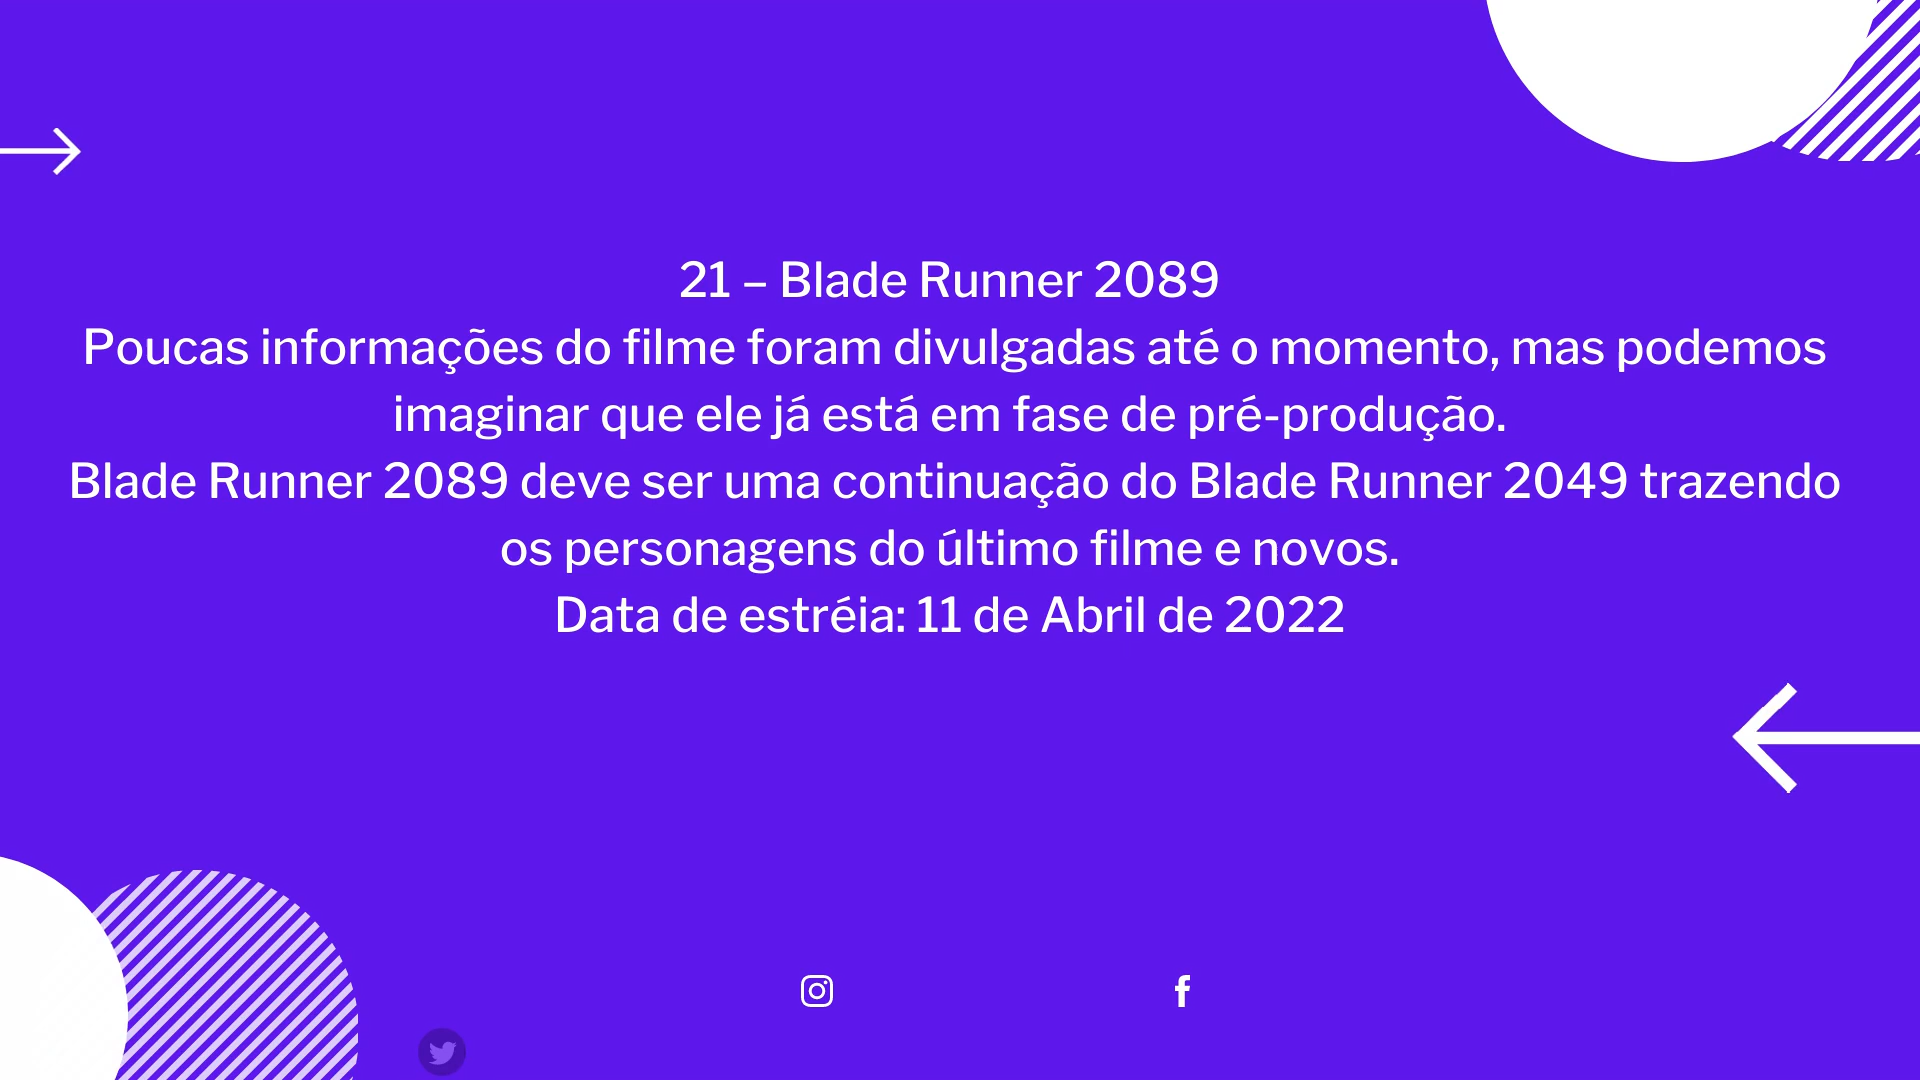 21 – Blade Runner 2089
Poucas informações do filme foram divulgadas até o momento, mas podemos
imaginar que ele já está em fase de pré-produção.
Blade Runner 2089 deve ser uma continuação do Blade Runner 2049 trazendo
os personagens do último filme e novos.
Data de estréia: 11 de Abril de 2022